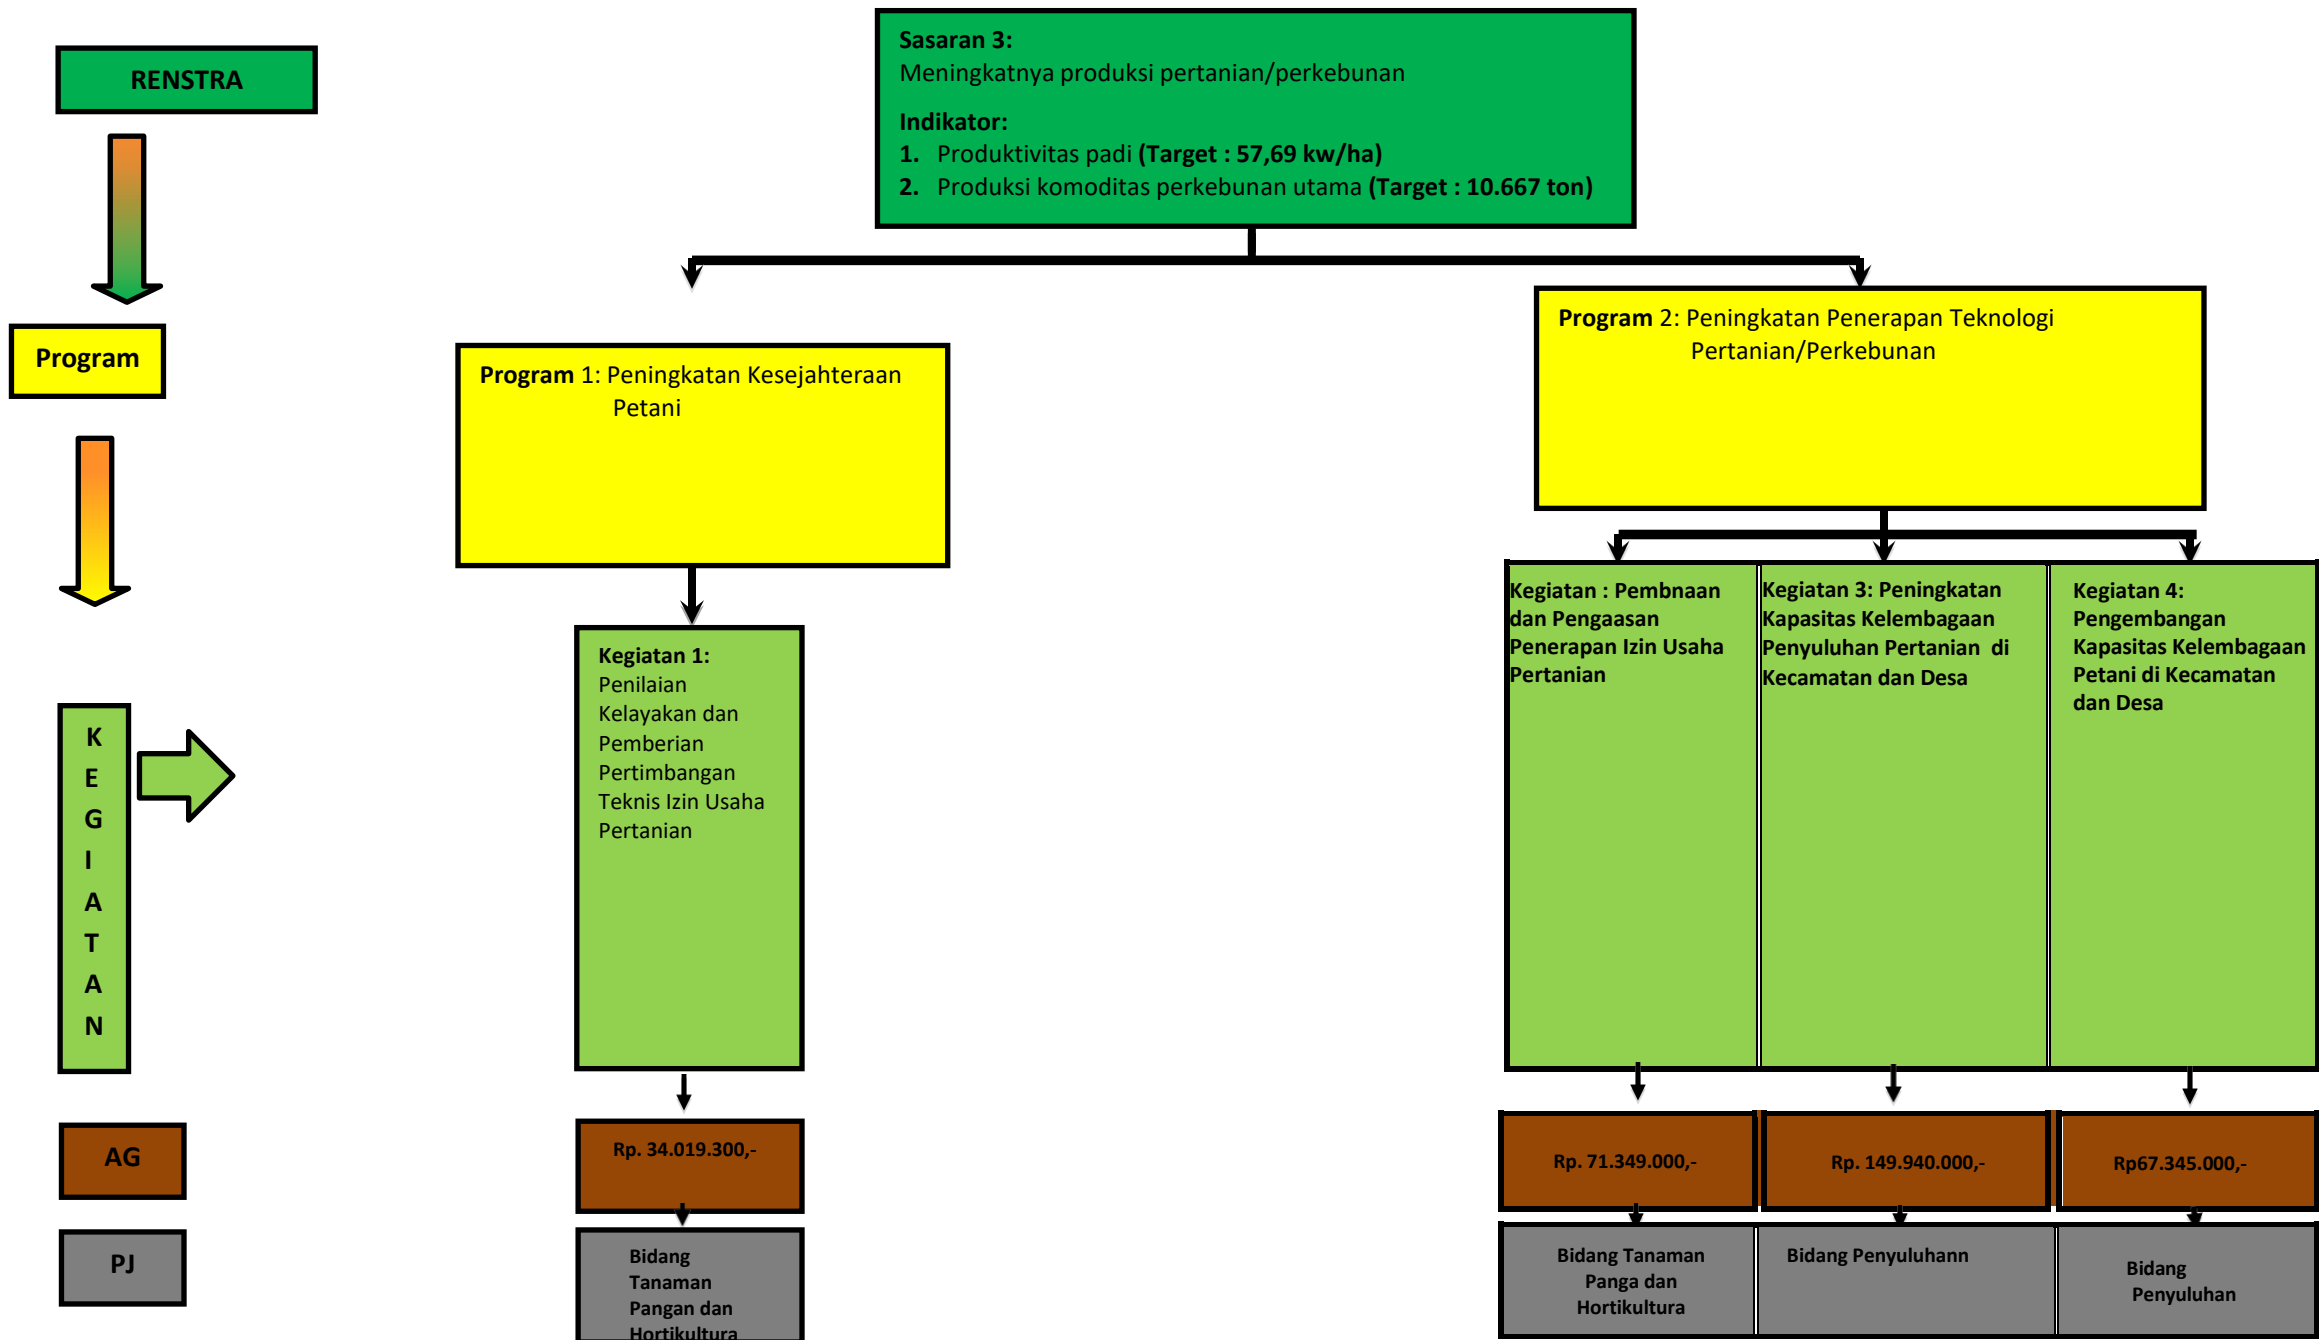 RENSTRA
Sasaran 3:
Meningkatnya produksi pertanian/perkebunan
Indikator:
1. Produktivitas padi (Target : 57,69 kw/ha)
2. Produksi komoditas perkebunan utama (Target : 10.667 ton)
Program
Program 1: Peningkatan Kesejahteraan
Petani
Program 2: Peningkatan Penerapan Teknologi
Pertanian/Perkebunan
K
E
G
I
A
T
A
N
Kegiatan 1:
Penilaian
Kelayakan dan
Pemberian
Pertimbangan
Teknis Izin Usaha
Pertanian
Kegiatan : Pembnaan
dan Pengaasan
Penerapan Izin Usaha
Pertanian
Kegiatan 3: Peningkatan
Kapasitas Kelembagaan
Penyuluhan Pertanian di
Kecamatan dan Desa
Kegiatan 4:
Pengembangan
Kapasitas Kelembagaan
Petani di Kecamatan
dan Desa
AG
Rp. 34.019.300,-
Rp. 71.349.000,-
Rp. 149.940.000,-
Rp67.345.000,-
PJ
Bidang
Tanaman
Pangan dan
Hortikultura
Bidang Tanaman
Panga dan
Hortikultura
Bidang Penyuluhann
Bidang
Penyuluhan